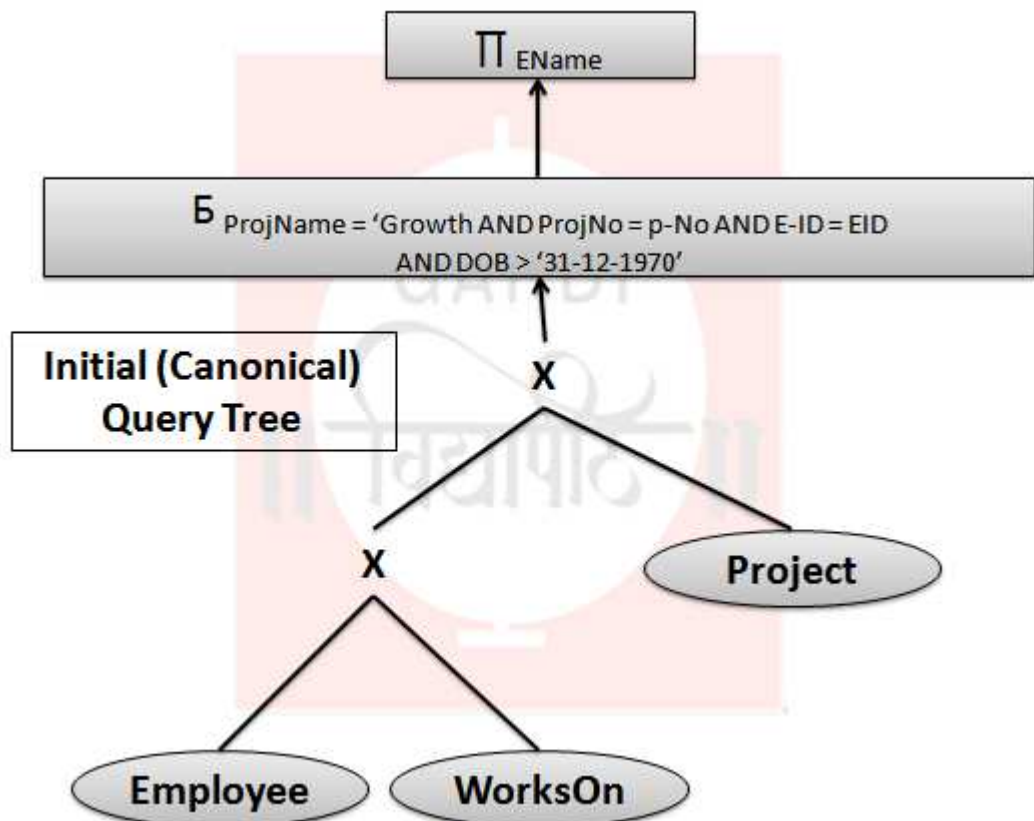 ∏ EName
Б ProjName = ‘Growth AND ProjNo = p-No AND E-ID = EID
AND DOB > ‘31-12-1970’
Initial (Canonical)
Query Tree
X
X
Project
Employee
WorksOn
विद्यापीठ